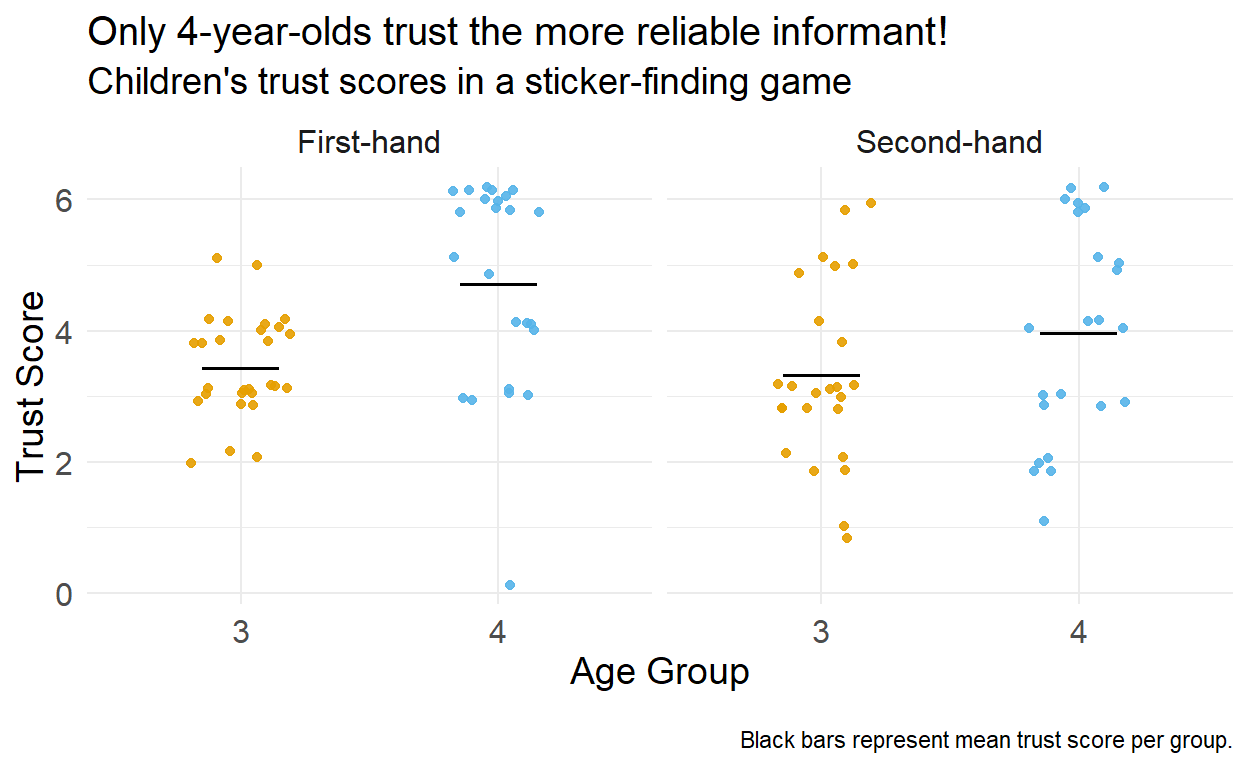 Only 4-year-olds trust the more reliable informant!
Children's trust scores in a sticker-finding game
First-hand
Second-hand
Trust Score
6
4
2
0
3
4
3
4
Age Group
Black bars represent mean trust score per group.